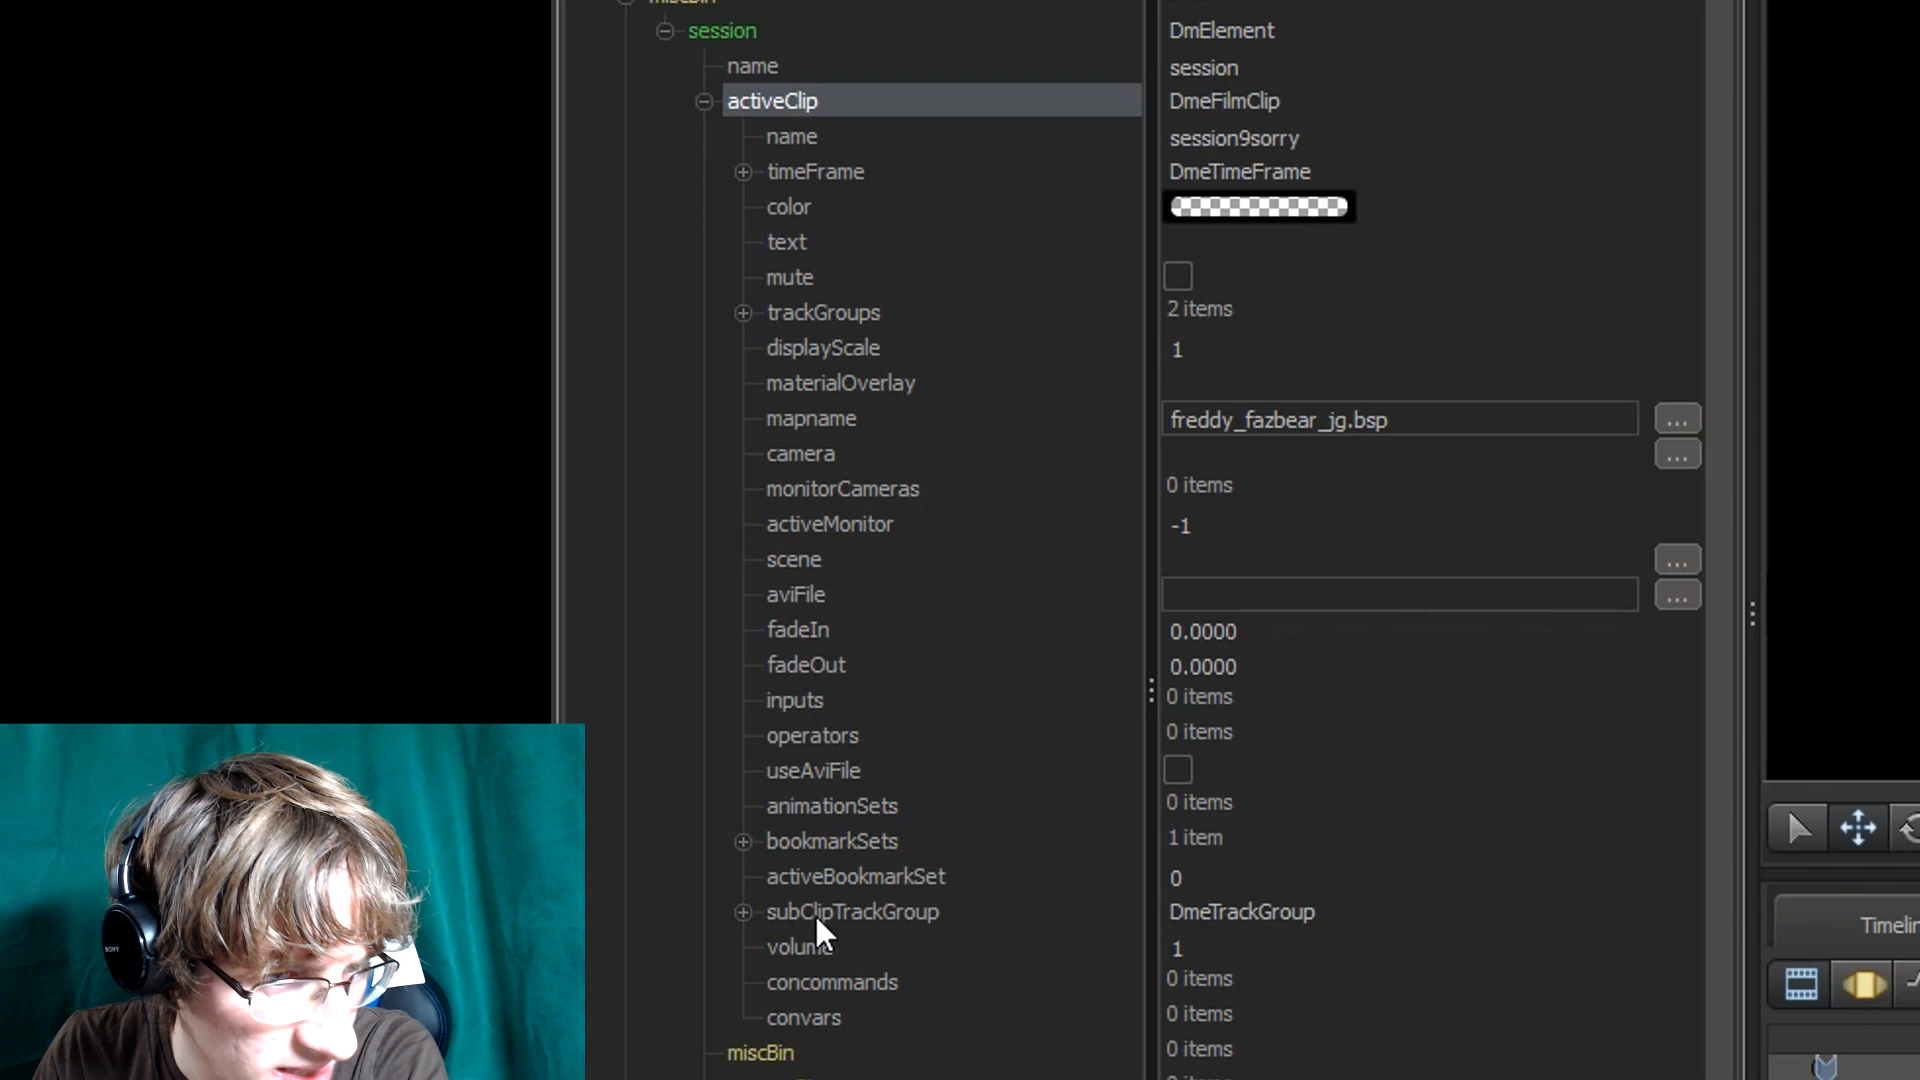 session DmElement
name session
activeClip DmeFilmClip
name session9sorry
timeFrame DmeTimeFrame
color
text
mute
trackGroups 2 items
displayScale 1
materialOverlay
mapname freddy_fazbear_jg.bsp ...
camera ...
monitorCameras 0 items
activeMonitor -1
scene ...
aviFile ...
fadeIn 0.0000
fadeOut 0.0000
inputs 0 items
operators 0 items
useAviFile
animationSets 0 items
bookmarkSets 1 item
activeBookmarkSet 0
subClipTrackGroup DmeTrackGroup
Timelin
volume 1
SONY
concommands 0 items
convars 0 items
miscBin 0 items